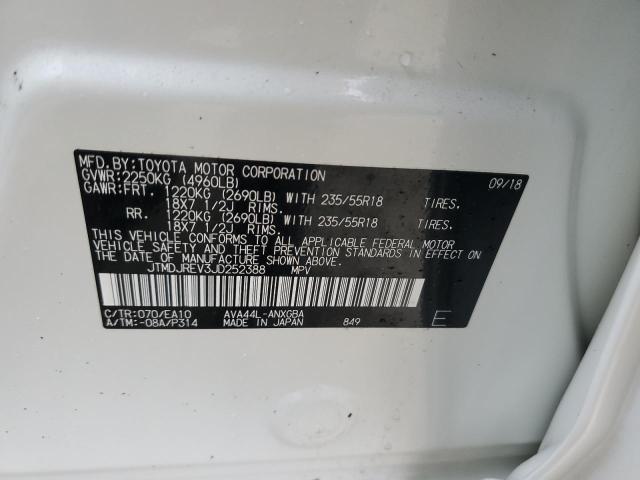 MFD. BY: TOYOTA MOTOR CORPORATION 09/18
GVWR: 2250KG (4960LB)
GAWR: FRT. 1220KG (2690LB) WITH 235/55R18 TIRES.
18X7 1/2J RIMS.
RR. 1220KG (2690LB) WITH 235/55R18 TIRES.
18X7 1/2J RIMS.
THIS VEHICLE CONFORMS TO ALL APPLICABLE FEDERAL MOTOR
VEHICLE SAFETY AND THEFT PREVENTION STANDARDS IN EFFECT ON
THE DATE OF MANUFACTURE SHOWN ABOVE.
JTMDJREV3JD252388 MPV
C/TR: 070/EA10 AVA44L-ANXGBA
A/TM: -08A/P314 MADE IN JAPAN 849 E